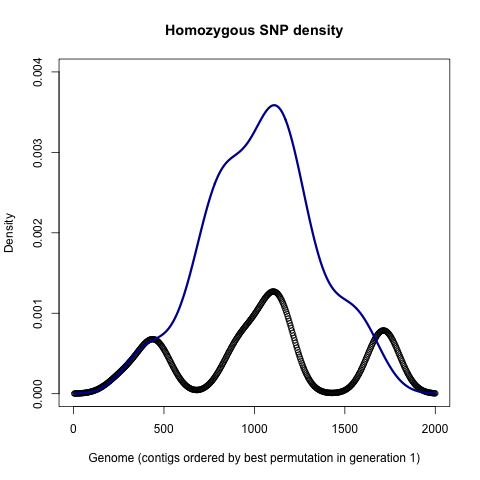 Homozygous SNP density
Density
0.004
0.003
0.002
0.001
0.000
0 500 1000 1500 2000
Genome (contigs ordered by best permutation in generation 1)